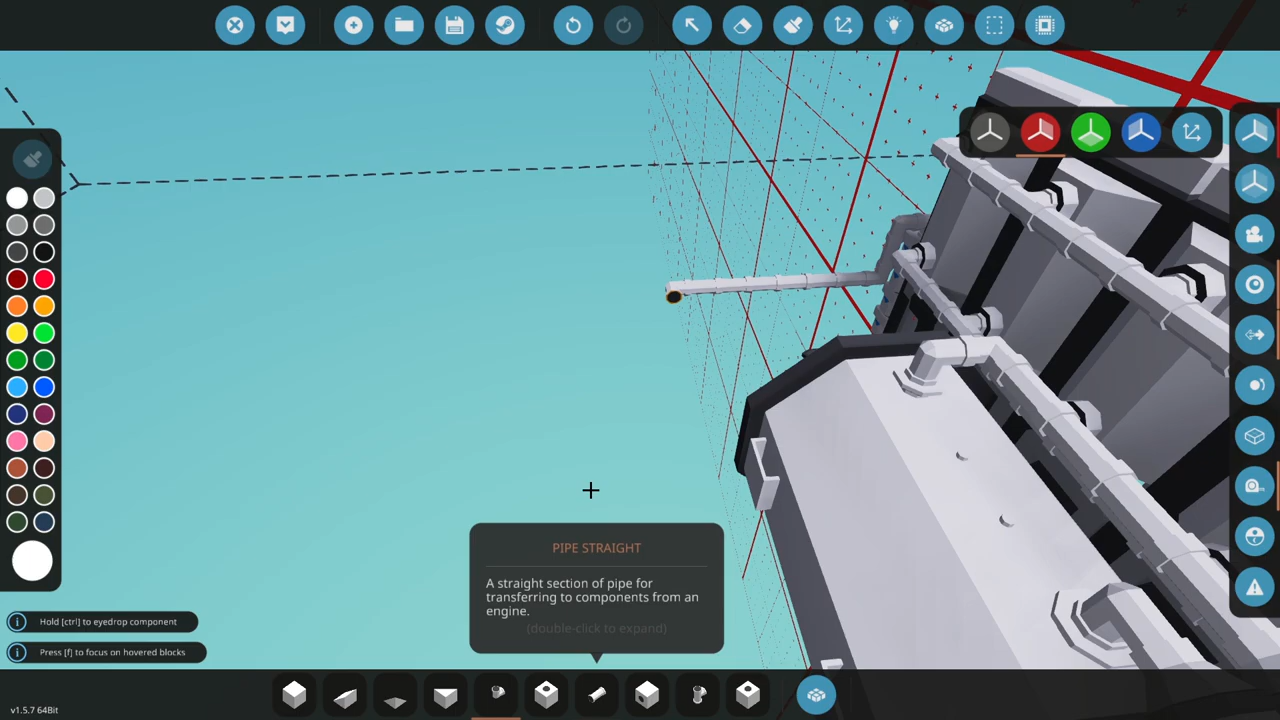 PIPE STRAIGHT
A straight section of pipe for
transferring to components from an
engine.
(double-click to expand)
Hold [ctrl] to eyedrop component
Press [f] to focus on hovered blocks
v1.5.7 64Bit